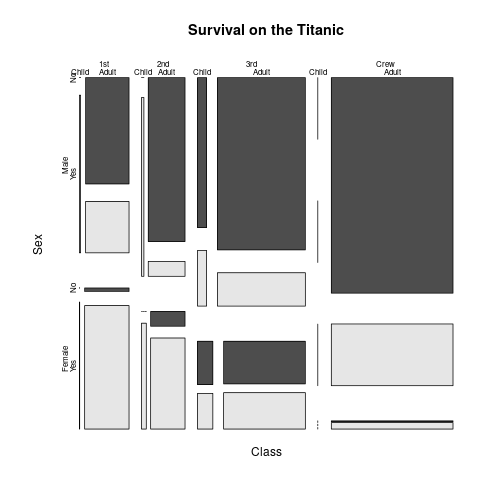 Survival on the Titanic
1st 2nd 3rd Crew
Child Adult Child Adult Child Adult Child Adult
No
Male
Yes
Sex
No
Female
Yes
Class